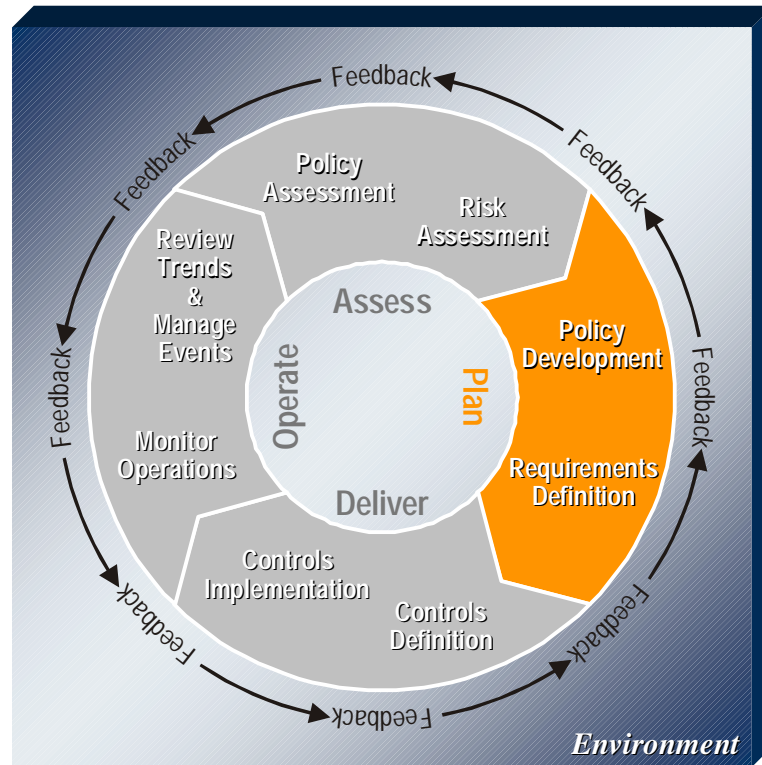 Feedback
Feedback
Feedback
Policy
Assessment
Risk
Assessment
Review
Trends
&
Manage
Events
Assess
Policy
Development
Operate
Plan
Feedback
Feedback
Monitor
Operations
Requirements
Definition
Deliver
Controls
Implementation
Controls
Definition
Feedback
Feedback
Feedback
Environment